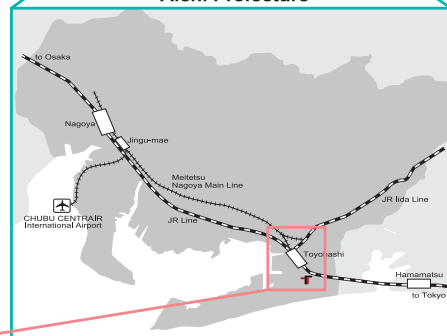 Aichi Prefecture
to Osaka
Nagoya
Jingu-mae
Meitetsu
Nagoya Main Line
JR Iida Line
CHUBU CENTRAIR
International Airport
JR Line
Toyohashi
Hamamatsu
to Tokyo